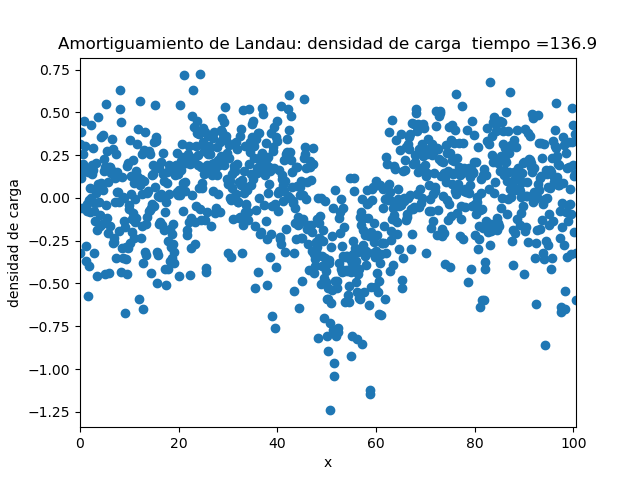 Amortiguamiento de Landau: densidad de carga  tiempo =136.9
0.75
0.50
0.25
0.00
−0.25
−0.50
−0.75
−1.00
−1.25
densidad de carga
0 20 40 60 80 100
x